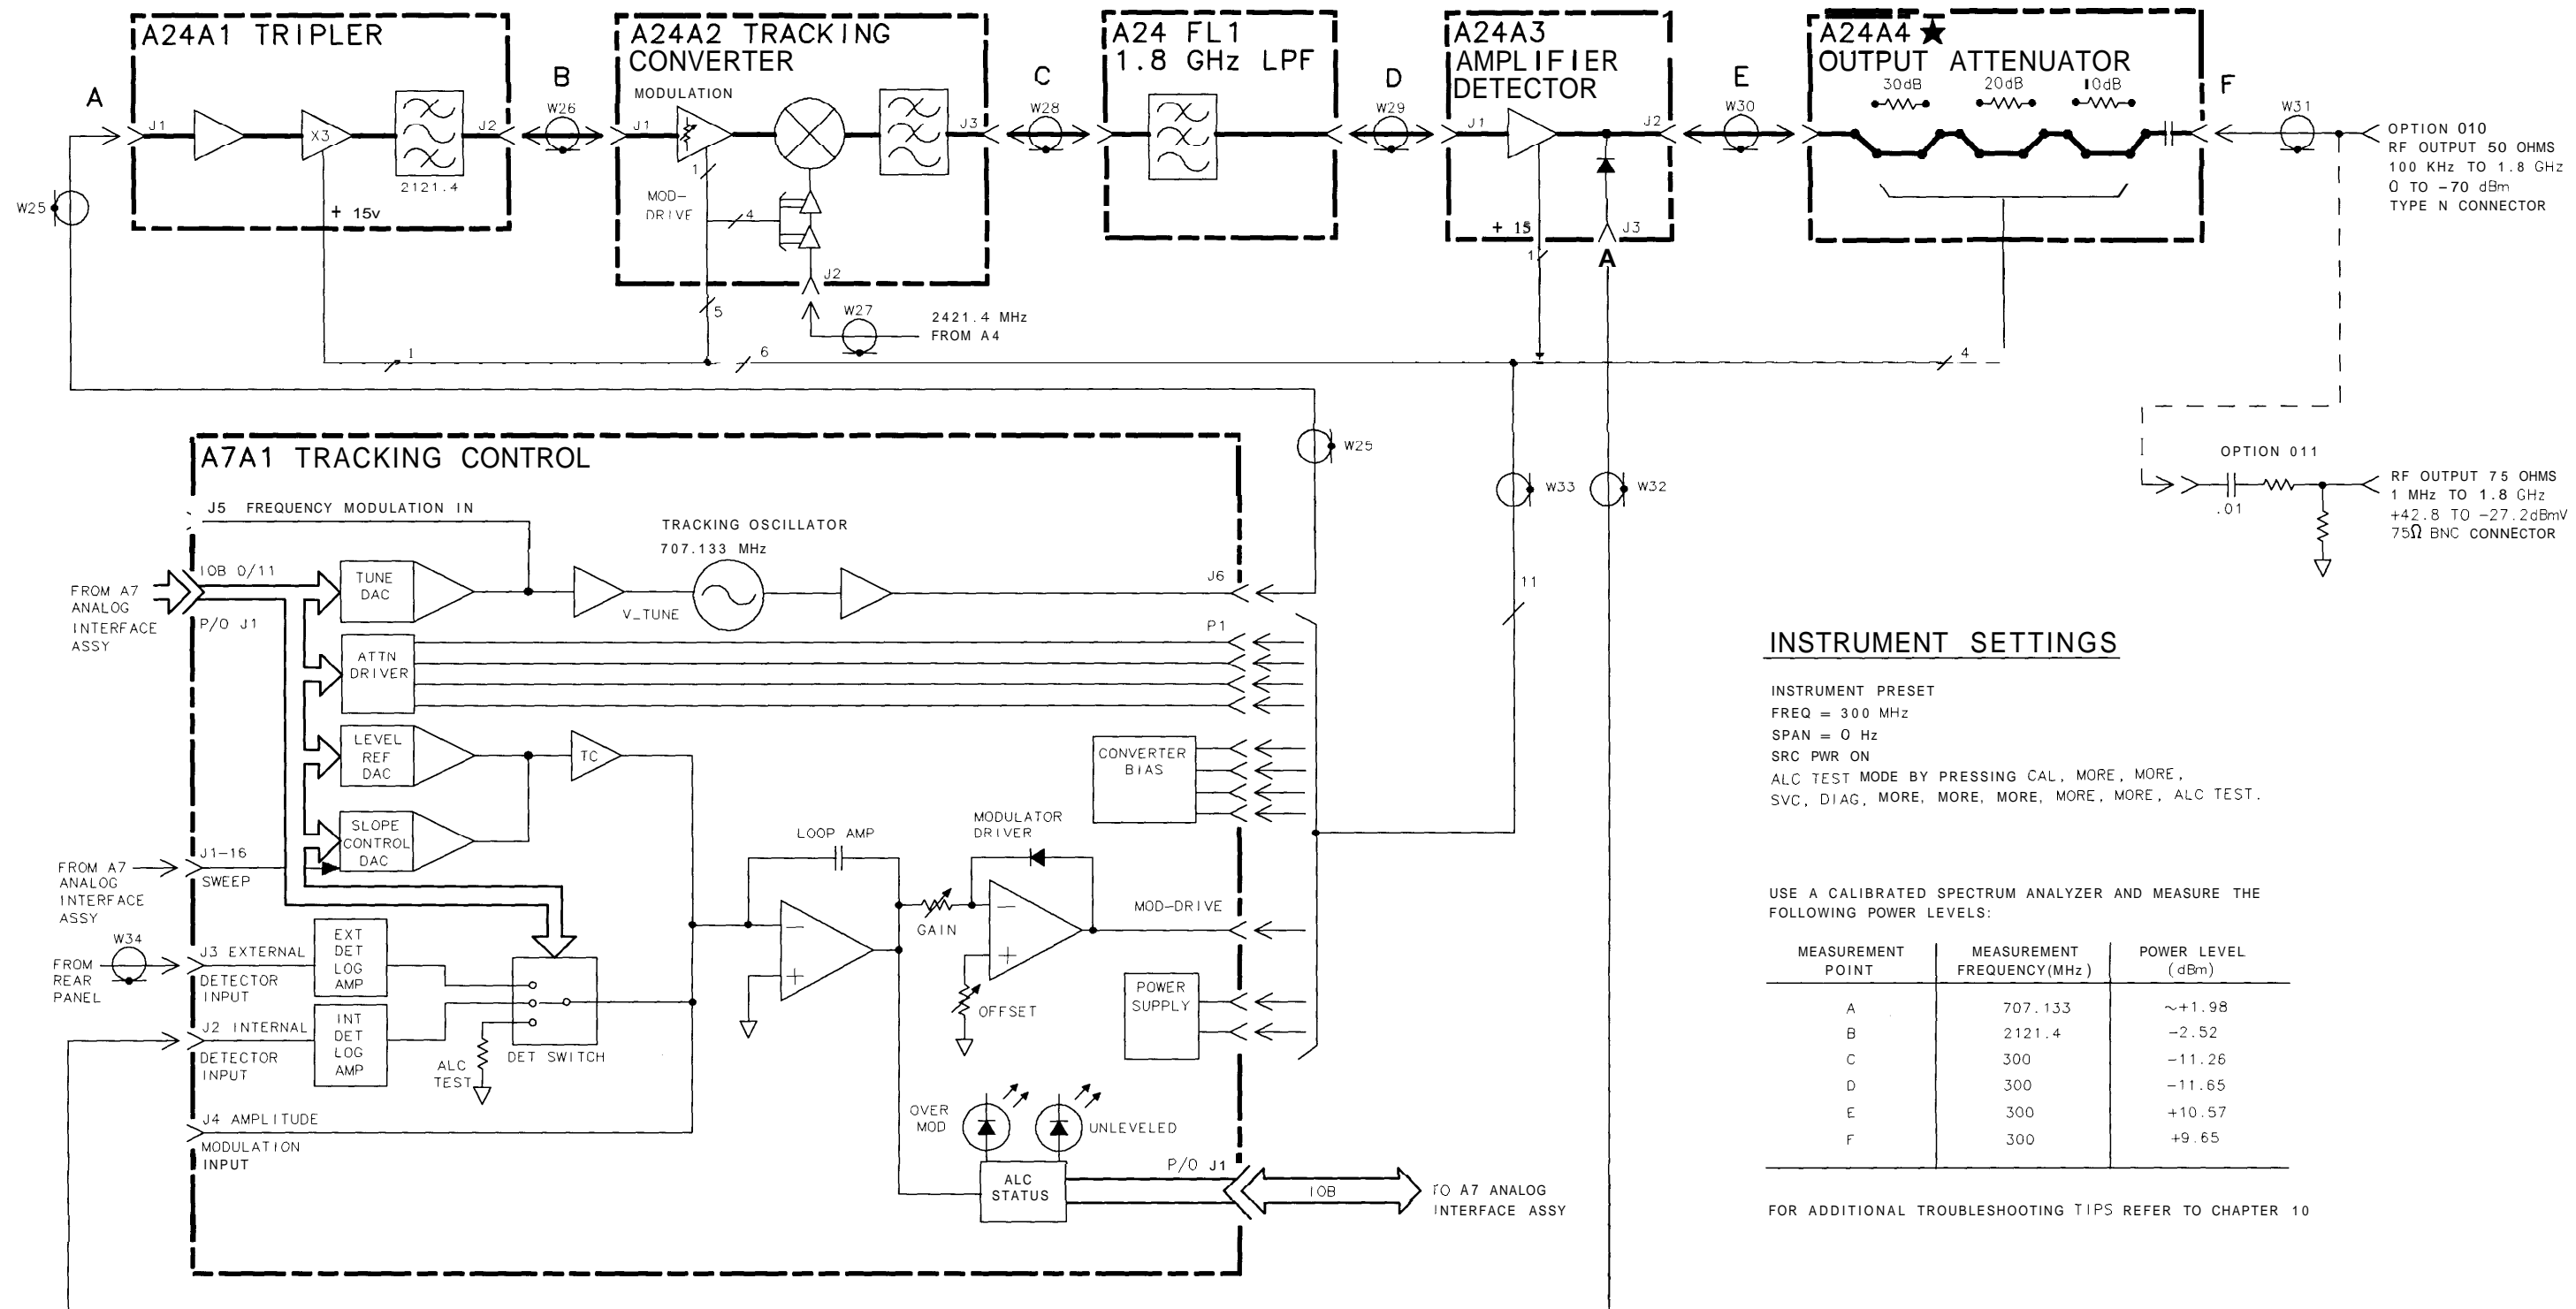 A24A1 TRIPLER
A
J1
X3
J2
2121.4
+ 15v
W25
B
W26
A24A2 TRACKING
CONVERTER
MODULATION
J1
J3
1
MOD-
DRIVE
4
J2
5
W27
2421.4 MHz
FROM A4
1
6
C
W28
A24 FL1
1.8 GHz LPF
D
W29
A24A3
AMPLIFIER
DETECTOR
J1
J2
+ 15
1
J3
A
E
W30
A24A4★
OUTPUT ATTENUATOR
30dB
20dB
10dB
4
F
W31
OPTION 010
RF OUTPUT 50 OHMS
100 KHz TO 1.8 GHz
0 TO -70 dBm
TYPE N CONNECTOR
OPTION 011
.01
RF OUTPUT 75 OHMS
1 MHz TO 1.8 GHz
+42.8 TO -27.2dBmV
75Ω BNC CONNECTOR
W25
W33
W32
11
A7A1 TRACKING CONTROL
J5 FREQUENCY MODULATION IN
TRACKING OSCILLATOR
707.133 MHz
FROM A7
ANALOG
INTERFACE
ASSY
IOB 0/11
P/O J1
TUNE
DAC
V_TUNE
J6
P1
ATTN
DRIVER
LEVEL
REF
DAC
TC
SLOPE
CONTROL
DAC
FROM A7
ANALOG
INTERFACE
ASSY
J1-16
SWEEP
CONVERTER
BIAS
LOOP AMP
MODULATOR
DRIVER
GAIN
OFFSET
MOD-DRIVE
POWER
SUPPLY
W34
FROM
REAR
PANEL
J3 EXTERNAL
DETECTOR
INPUT
EXT
DET
LOG
AMP
J2 INTERNAL
DETECTOR
INPUT
INT
DET
LOG
AMP
ALC
TEST
DET SWITCH
J4 AMPLITUDE
MODULATION
INPUT
OVER
MOD
UNLEVELED
ALC
STATUS
P/O J1
IOB
TO A7 ANALOG
INTERFACE ASSY
INSTRUMENT SETTINGS
INSTRUMENT PRESET
FREQ = 300 MHz
SPAN = 0 Hz
SRC PWR ON
ALC TEST MODE BY PRESSING CAL, MORE, MORE,
SVC, DIAG, MORE, MORE, MORE, MORE, MORE, ALC TEST.
USE A CALIBRATED SPECTRUM ANALYZER AND MEASURE THE
FOLLOWING POWER LEVELS:
MEASUREMENT POINT MEASUREMENT FREQUENCY(MHz) POWER LEVEL (dBm)
A 707.133 ~+1.98
B 2121.4 -2.52
C 300 -11.26
D 300 -11.65
E 300 +10.57
F 300 +9.65
FOR ADDITIONAL TROUBLESHOOTING TIPS REFER TO CHAPTER 10